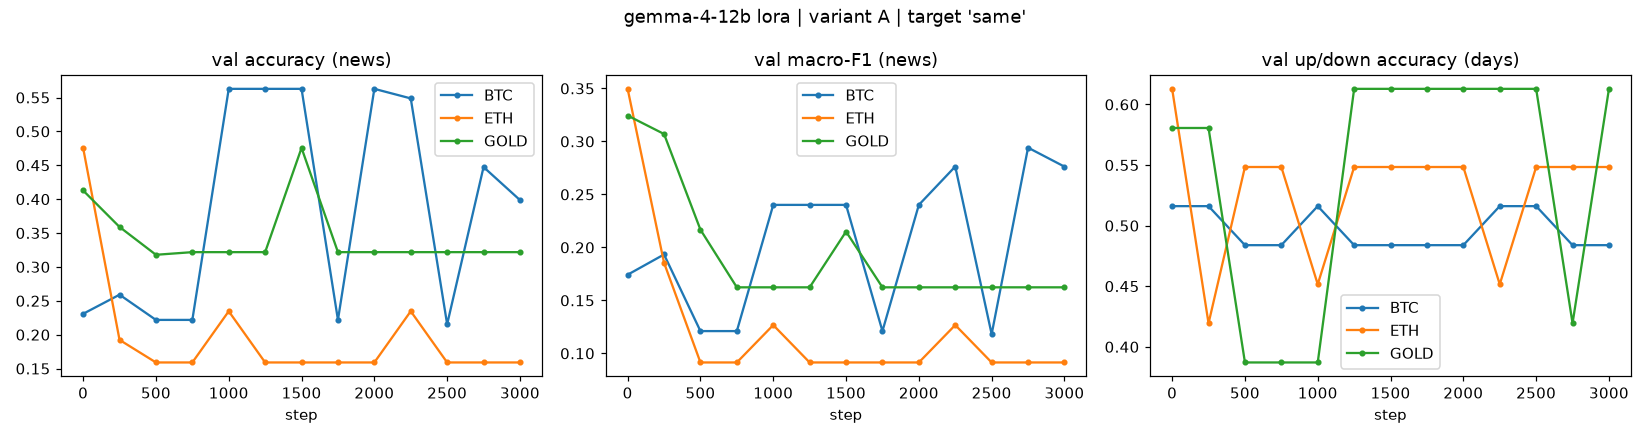 gemma-4-12b lora | variant A | target 'same'
val accuracy (news)
0.55
0.50
0.45
0.40
0.35
0.30
0.25
0.20
0.15
BTC
ETH
GOLD
0 500 1000 1500 2000 2500 3000
step
val macro-F1 (news)
0.35
0.30
0.25
0.20
0.15
0.10
BTC
ETH
GOLD
0 500 1000 1500 2000 2500 3000
step
val up/down accuracy (days)
0.60
0.55
0.50
0.45
0.40
BTC
ETH
GOLD
0 500 1000 1500 2000 2500 3000
step